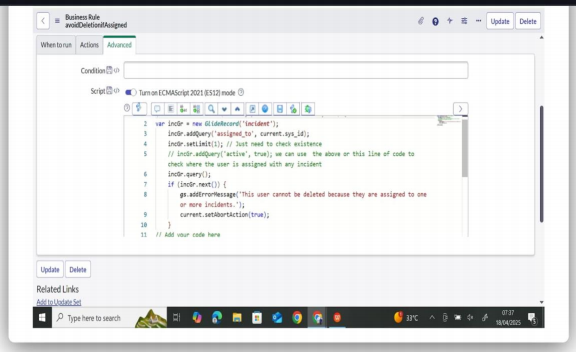 Business Rule
avoidDeletionifAssigned
Update
Delete
When to run
Actions
Advanced
Condition
Script
Turn on ECMAScript 2021 (ES12) mode
2 var incGr = new GlideRecord('incident');
3 incGr.addQuery('assigned_to', current.sys_id);
4 incGr.setLimit(1); // Just need to check existence
5 // incGr.addQuery('active', true); we can use the above or this line of code to
check where the user is assigned with any incident
6 incGr.query();
7 if (incGr.next()) {
8 gs.addErrorMessage('This user cannot be deleted because they are assigned to one
or more incidents.');
9 current.setAbortAction(true);
10 }
11 // Add your code here
Update
Delete
Related Links
Add to Update Set
Type here to search
33°C
07:37
18/04/2025